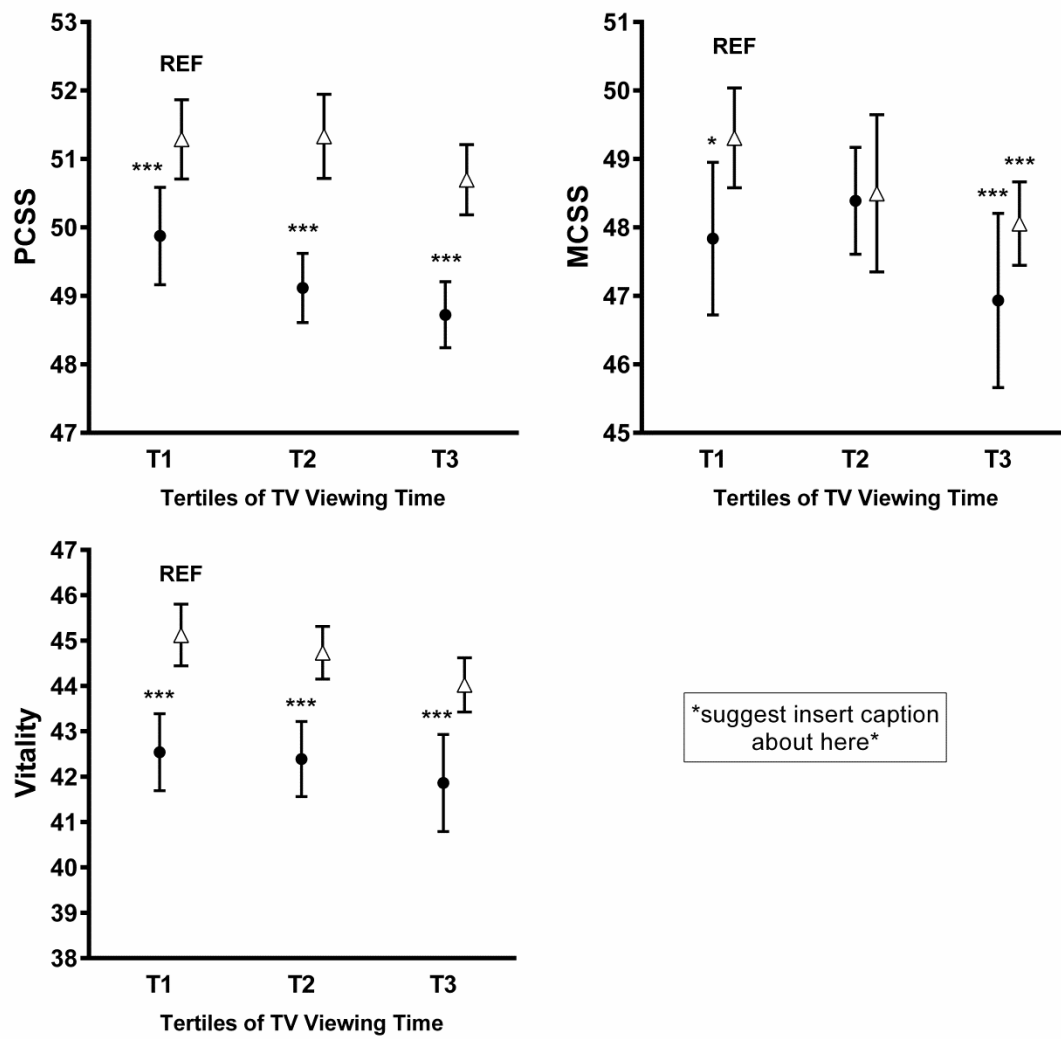 53
52
51
50
49
48
47
PCSS
REF
***
***
***
T1 T2 T3
Tertiles of TV Viewing Time
51
50
49
48
47
46
45
MCSS
REF
*
***
***
T1 T2 T3
Tertiles of TV Viewing Time
47
46
45
44
43
42
41
40
39
38
Vitality
REF
***
***
***
T1 T2 T3
Tertiles of TV Viewing Time
*suggest insert caption
about here*